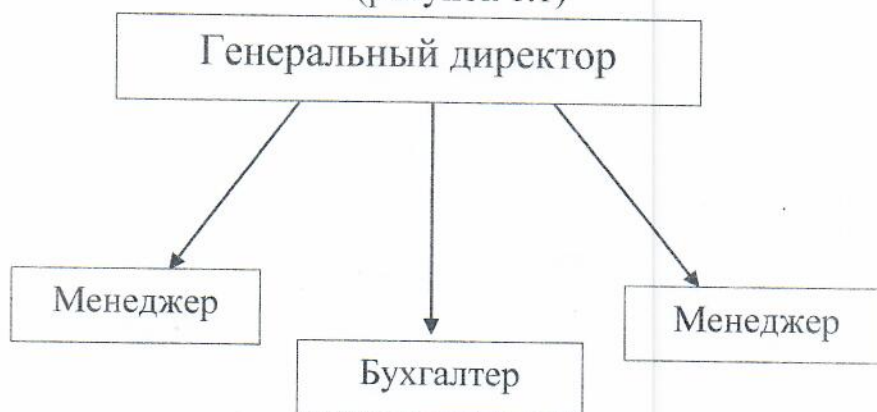 Генеральный директор
Менеджер
Менеджер
Бухгалтер